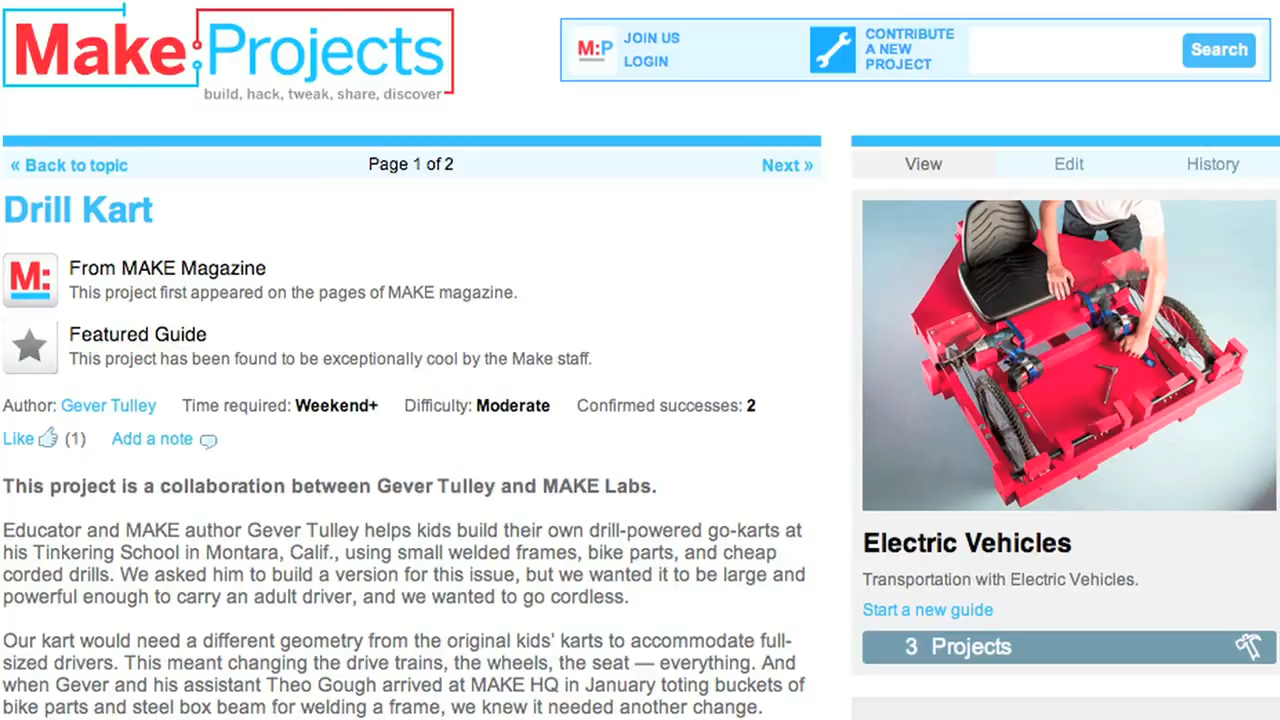 Make: Projects
build, hack, tweak, share, discover
M:P
JOIN US
LOGIN
CONTRIBUTE
A NEW
PROJECT
Search
« Back to topic
Page 1 of 2
Next »
View
Edit
History
Drill Kart
M:
From MAKE Magazine
This project first appeared on the pages of MAKE magazine.
Featured Guide
This project has been found to be exceptionally cool by the Make staff.
Author: Gever Tulley Time required: Weekend+ Difficulty: Moderate Confirmed successes: 2
Like (1) Add a note
This project is a collaboration between Gever Tulley and MAKE Labs.
Educator and MAKE author Gever Tulley helps kids build their own drill-powered go-karts at
his Tinkering School in Montara, Calif., using small welded frames, bike parts, and cheap
corded drills. We asked him to build a version for this issue, but we wanted it to be large and
powerful enough to carry an adult driver, and we wanted to go cordless.
Our kart would need a different geometry from the original kids' karts to accommodate full-
sized drivers. This meant changing the drive trains, the wheels, the seat — everything. And
when Gever and his assistant Theo Gough arrived at MAKE HQ in January toting buckets of
bike parts and steel box beam for welding a frame, we knew it needed another change.
Electric Vehicles
Transportation with Electric Vehicles.
Start a new guide
3 Projects